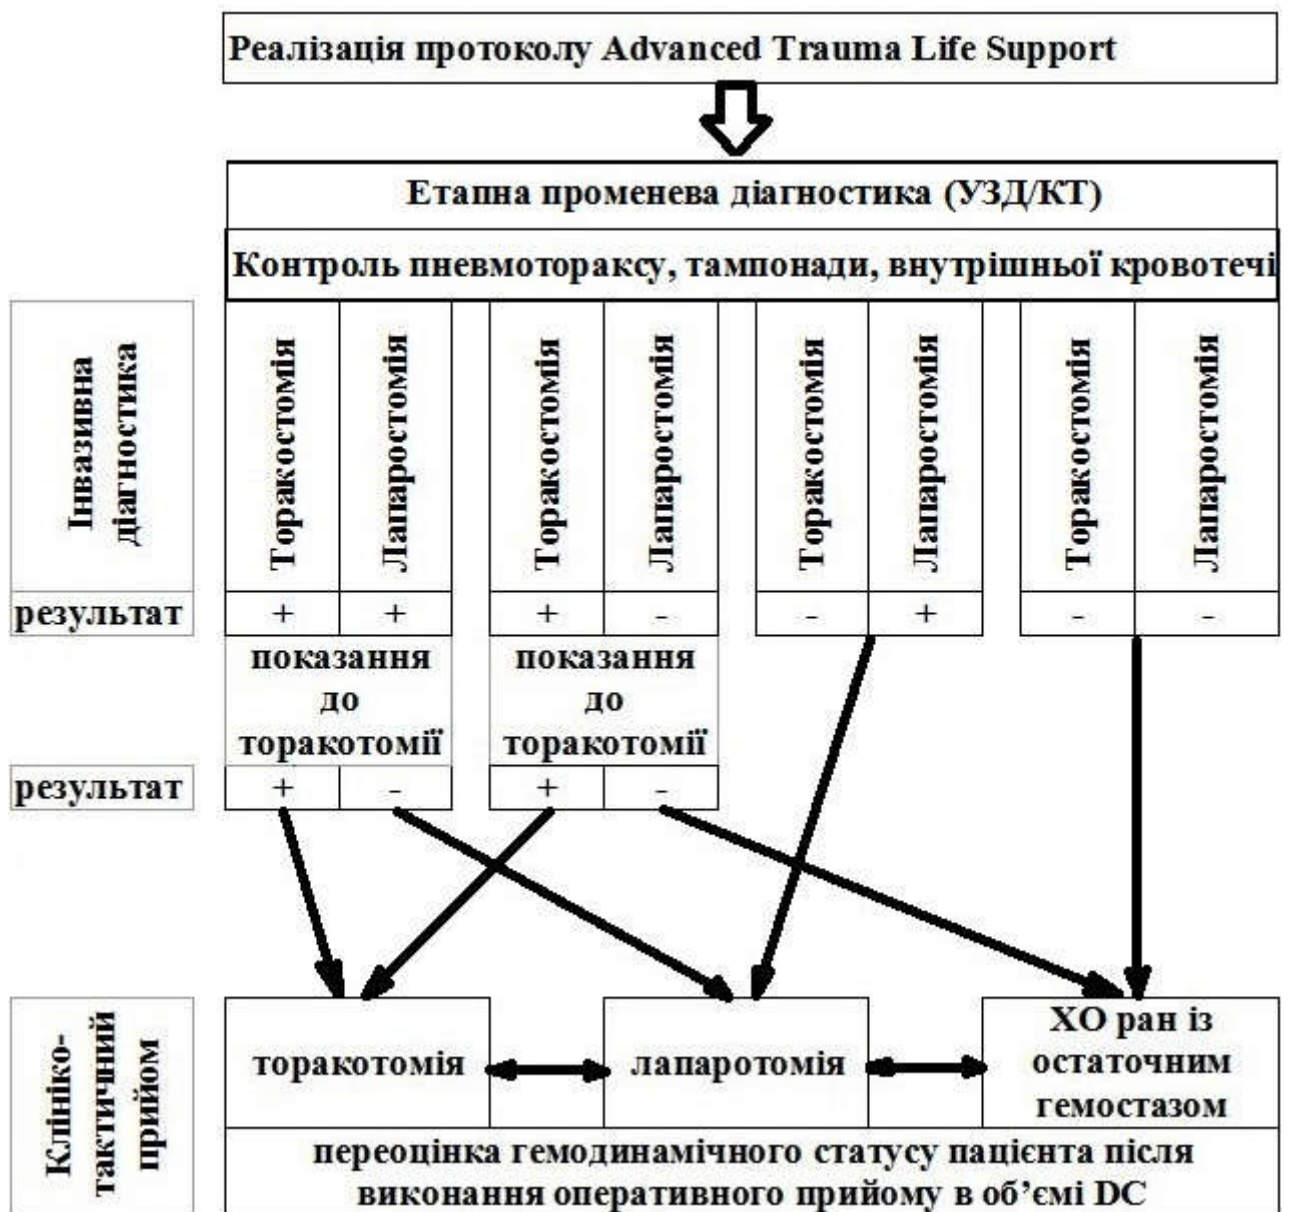 Реалізація протоколу Advanced Trauma Life Support
Етапна променева діагностика (УЗД/КТ)
Контроль пневмотораксу, тампонади, внутрішньої кровотечі
Інвазивна
діагностика
Торакостомія
Лапаростомія
Торакостомія
Лапаростомія
Торакостомія
Лапаростомія
Торакостомія
Лапаростомія
результат
+
+
+
-
-
+
-
-
показання
до
торакотомії
показання
до
торакотомії
результат
+
-
+
-
Клініко-
тактичний
прийом
торакотомія
лапаротомія
ХО ран із
остаточним
гемостазом
переоцінка гемодинамічного статусу пацієнта після
виконання оперативного прийому в об’ємі DC